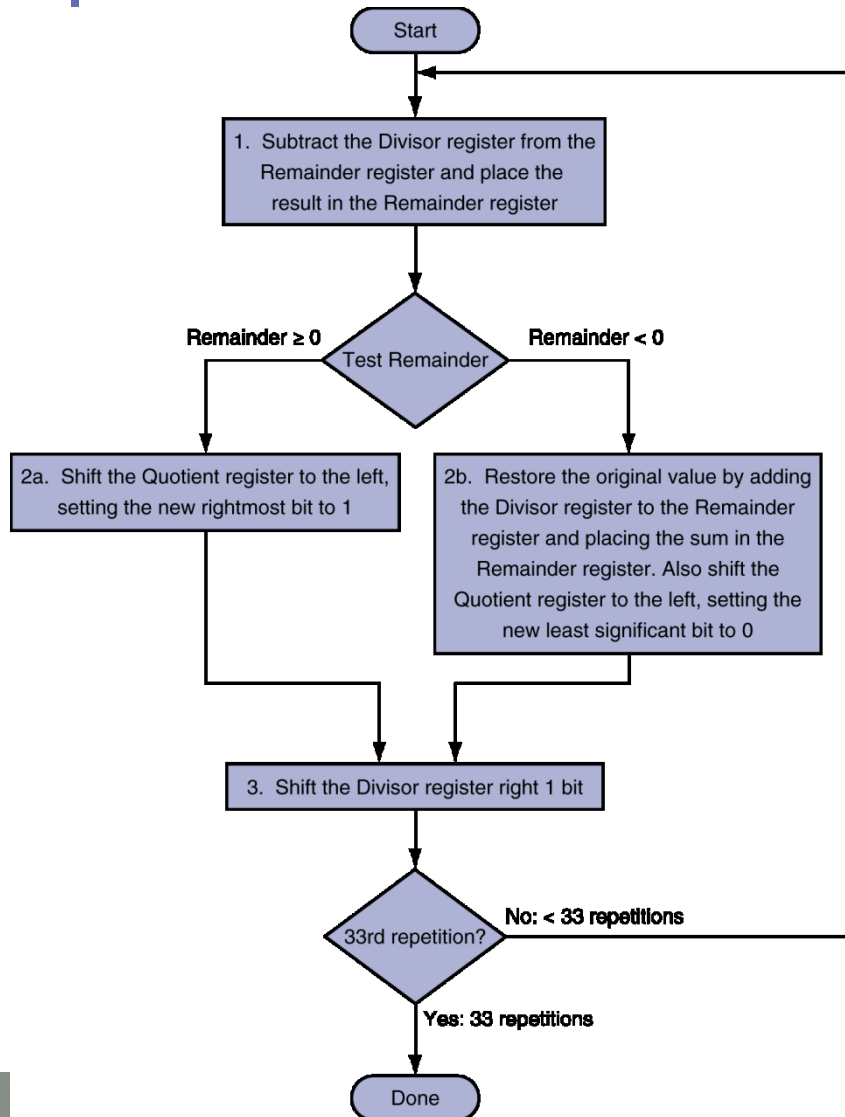 Start
1. Subtract the Divisor register from the
Remainder register and place the
result in the Remainder register
Remainder ≥ 0
Remainder < 0
Test Remainder
2a. Shift the Quotient register to the left,
setting the new rightmost bit to 1
2b. Restore the original value by adding
the Divisor register to the Remainder
register and placing the sum in the
Remainder register. Also shift the
Quotient register to the left, setting the
new least significant bit to 0
3. Shift the Divisor register right 1 bit
33rd repetition?
No: < 33 repetitions
Yes: 33 repetitions
Done